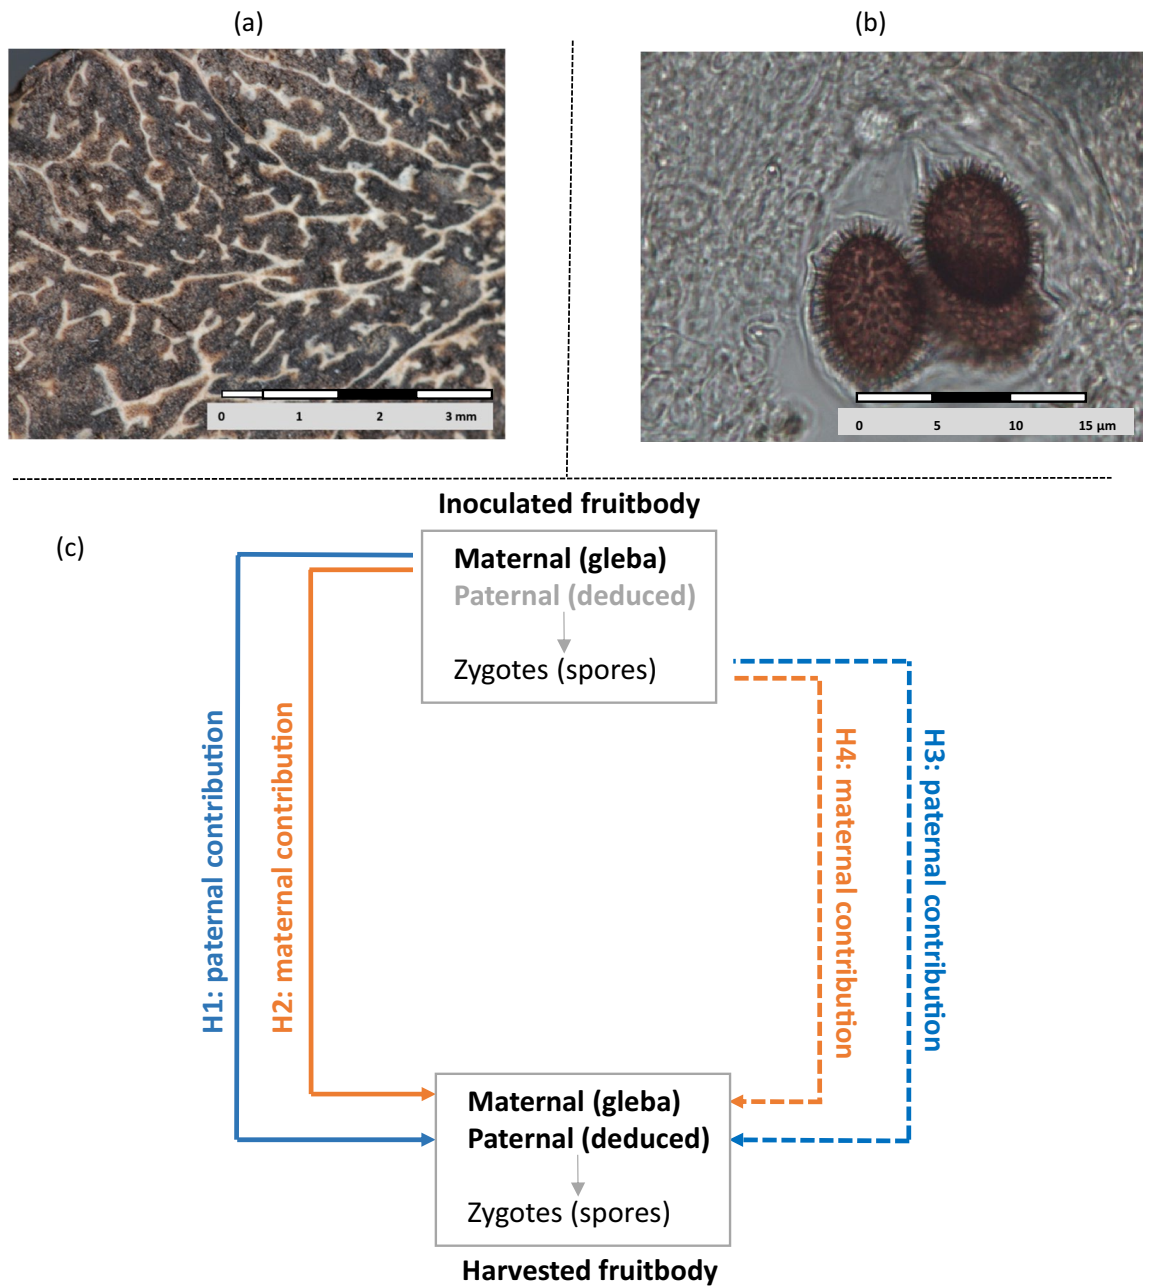 (a)
(b)
0 1 2 3 mm
0 5 10 15 µm
Inoculated fruitbody
(c)
Maternal (gleba)
Paternal (deduced)
Zygotes (spores)
H1: paternal contribution
H2: maternal contribution
H4: maternal contribution
H3: paternal contribution
Maternal (gleba)
Paternal (deduced)
Zygotes (spores)
Harvested fruitbody